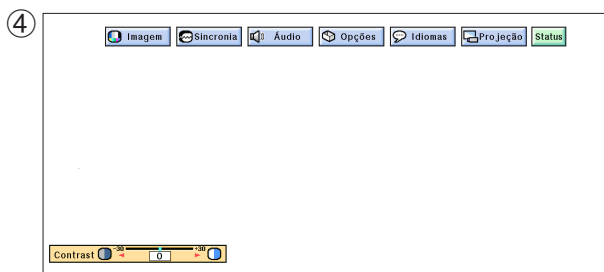 ④
Imagem Sincronia Áudio Opções Idiomas Projeção Status
-30 +30
Contrast 0